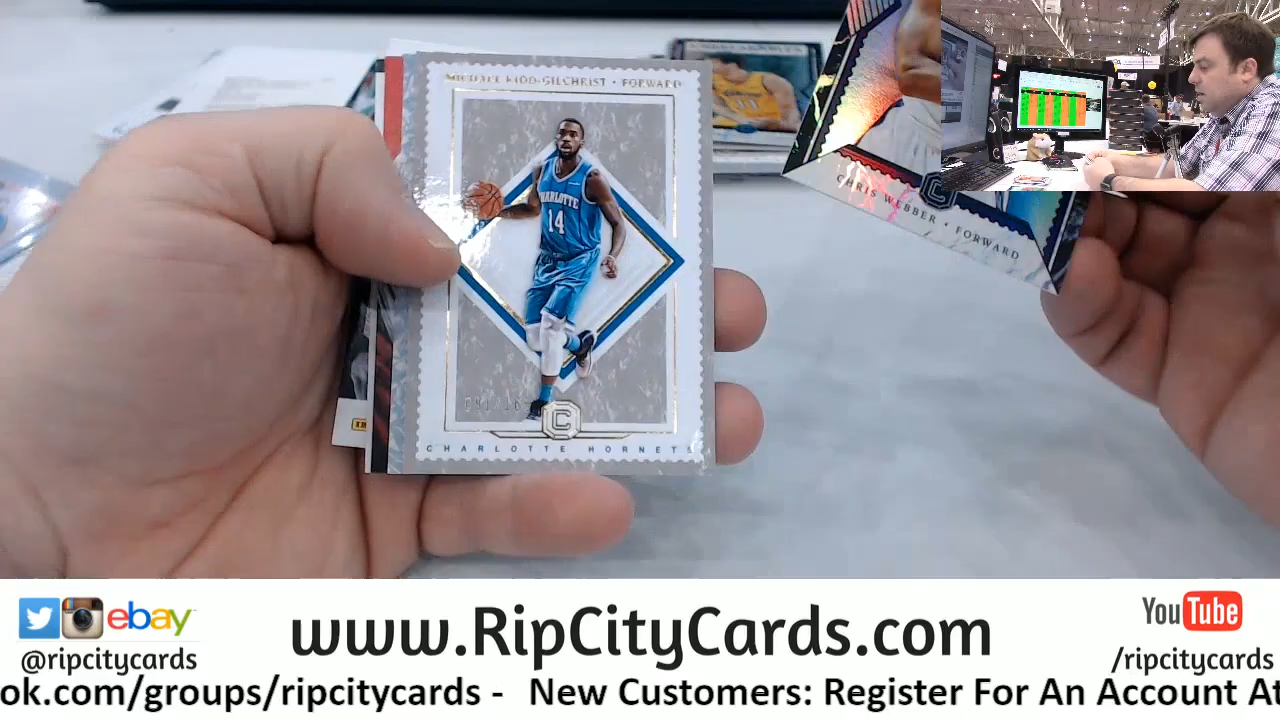 MICHAEL KIDD-GILCHRIST • FORWARD
CHARLOTTE
14
C
CHARLOTTE HORNETS
C
CHRIS WEBBER • FORWARD
ebay
@ripcitycards
www.RipCityCards.com
YouTube
/ripcitycards
ok.com/groups/ripcitycards - New Customers: Register For An Account At